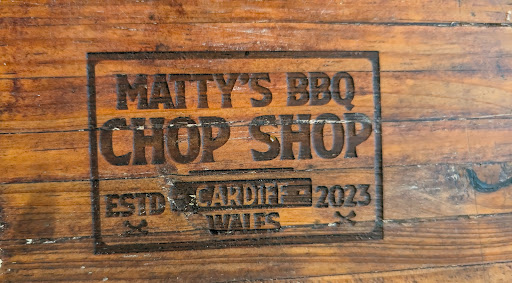 MATTY'S BBQ
CHOP SHOP
ESTD CARDIFF 2023
WALES